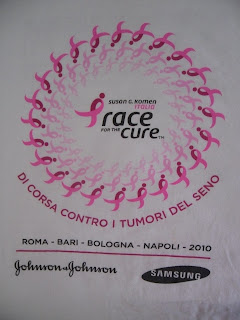 susan g. komen
ITALIA
race
FOR THE
cure™
DI CORSA CONTRO I TUMORI DEL SENO
ROMA - BARI - BOLOGNA - NAPOLI - 2010
Johnson & Johnson
SAMSUNG